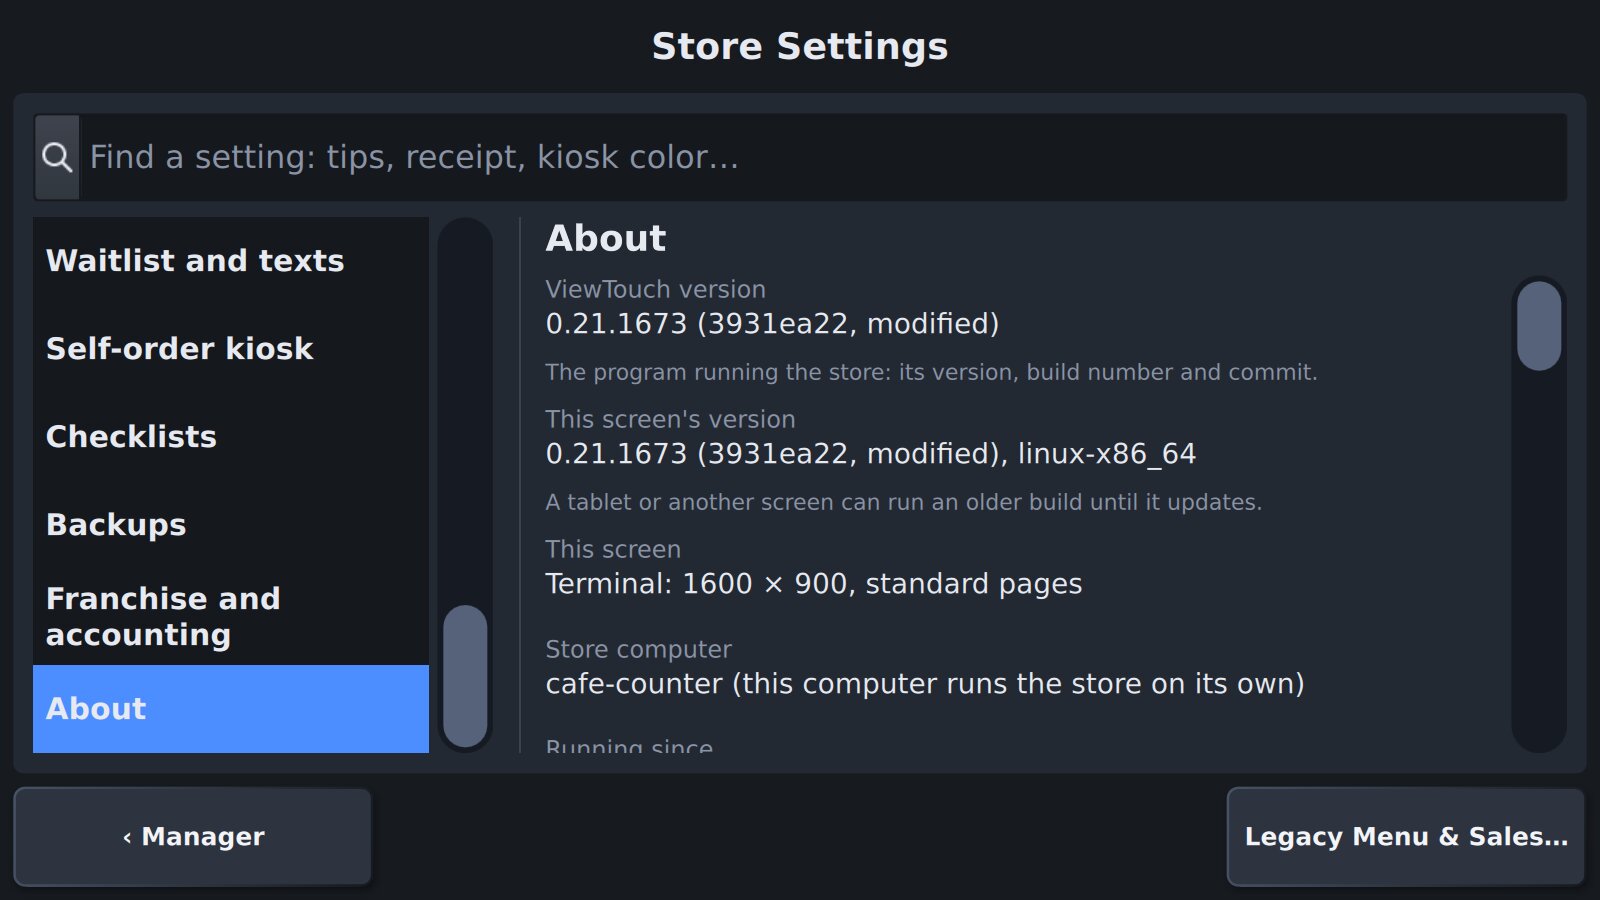 Store Settings
Find a setting: tips, receipt, kiosk color...
Waitlist and texts
Self-order kiosk
Checklists
Backups
Franchise and
accounting
About
About
ViewTouch version
0.21.1673 (3931ea22, modified)
The program running the store: its version, build number and commit.
This screen's version
0.21.1673 (3931ea22, modified), linux-x86_64
A tablet or another screen can run an older build until it updates.
This screen
Terminal: 1600 × 900, standard pages
Store computer
cafe-counter (this computer runs the store on its own)
Running since
‹ Manager
Legacy Menu & Sales...